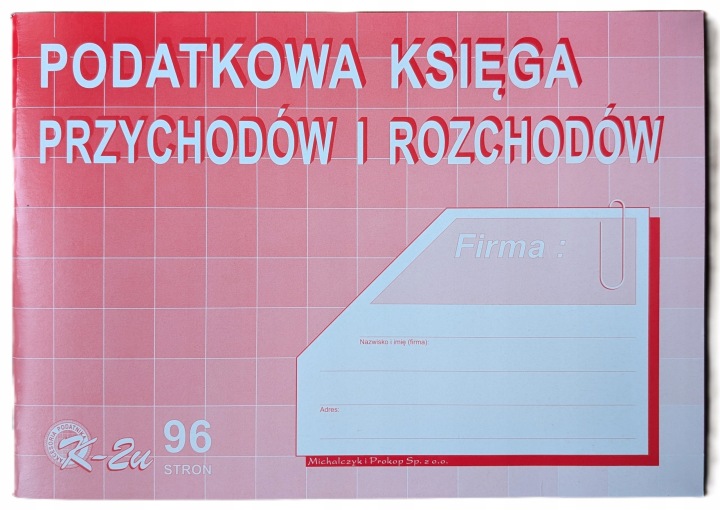 PODATKOWA KSIĘGA
PRZYCHODÓW I ROZCHODÓW
Firma :
Nazwisko i imię (firma):
Adres:
K-2u
96
STRON
Michalczyk i Prokop Sp. z o.o.